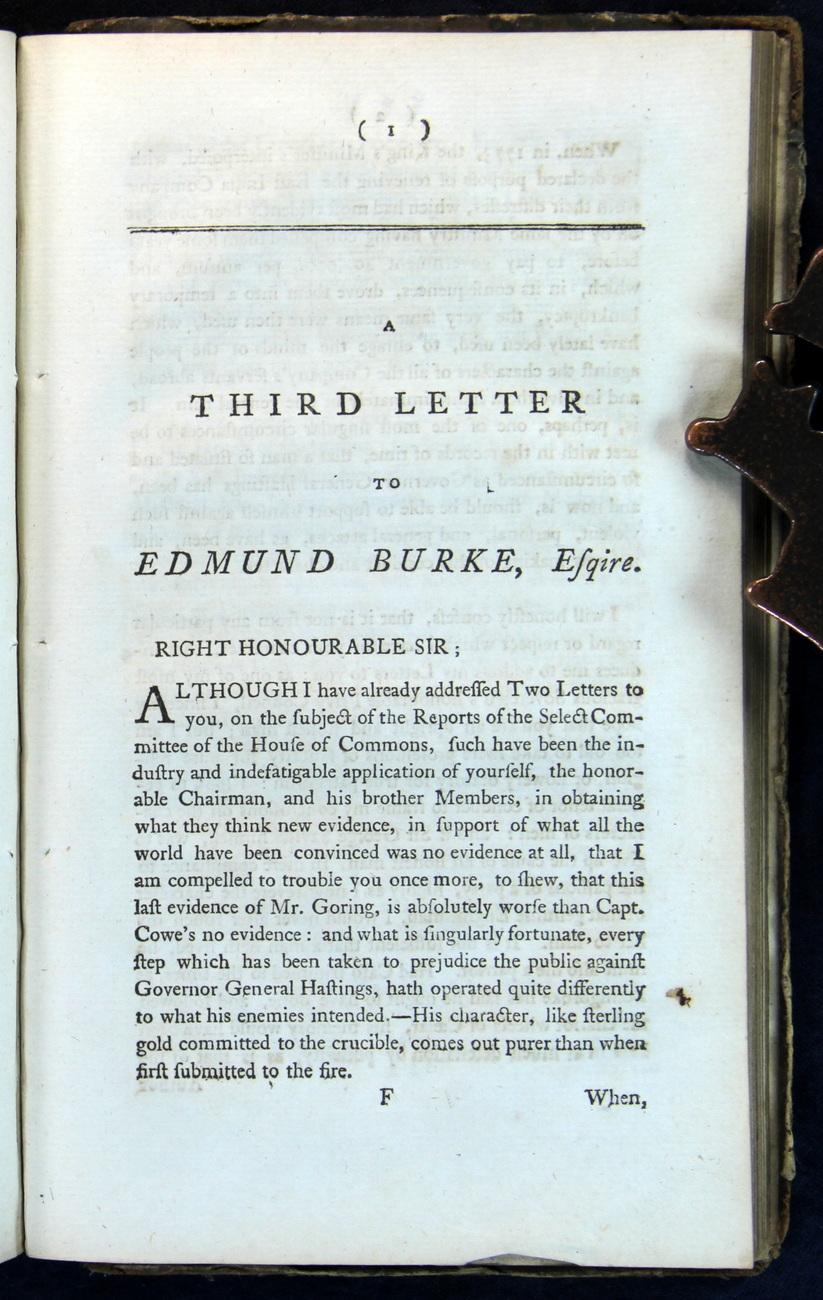 ( 1 )
A
THIRD LETTER
TO
EDMUND BURKE, Eſqire.
RIGHT HONOURABLE SIR ;
ALTHOUGH I have already addreſſed Two Letters to
you, on the ſubject of the Reports of the Select Com-
mittee of the Houſe of Commons, ſuch have been the in-
duſtry and indefatigable application of yourſelf, the honor-
able Chairman, and his brother Members, in obtaining
what they think new evidence, in ſupport of what all the
world have been convinced was no evidence at all, that I
am compelled to trouble you once more, to ſhew, that this
laſt evidence of Mr. Goring, is abſolutely worſe than Capt.
Cowe's no evidence : and what is ſingularly fortunate, every
ſtep which has been taken to prejudice the public againſt
Governor General Haſtings, hath operated quite differently
to what his enemies intended.—His character, like ſterling
gold committed to the crucible, comes out purer than when
firſt ſubmitted to the fire.
F When,